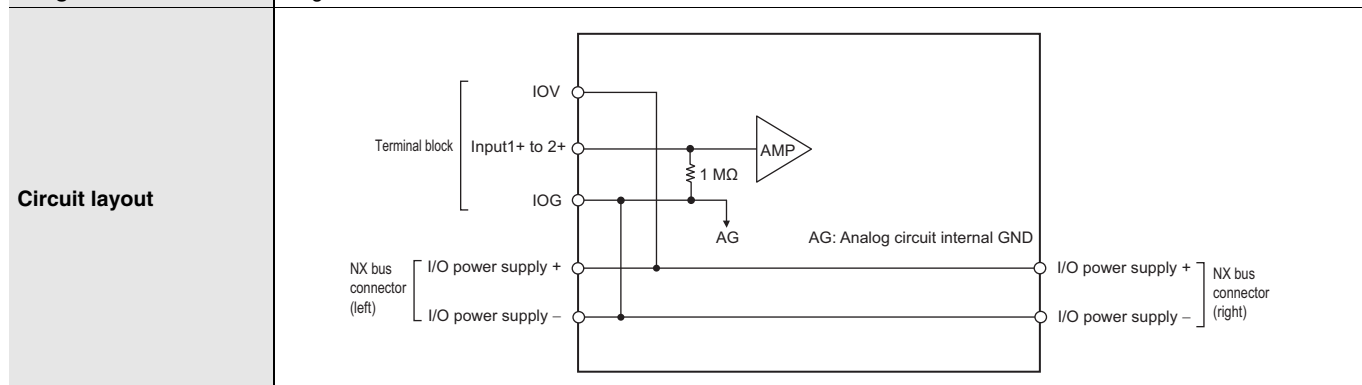 Circuit layout
IOV
Terminal block
Input1+ to 2+
AMP
1 MΩ
IOG
AG
AG: Analog circuit internal GND
NX bus
connector
(left)
I/O power supply +
I/O power supply –
I/O power supply +
I/O power supply –
NX bus
connector
(right)